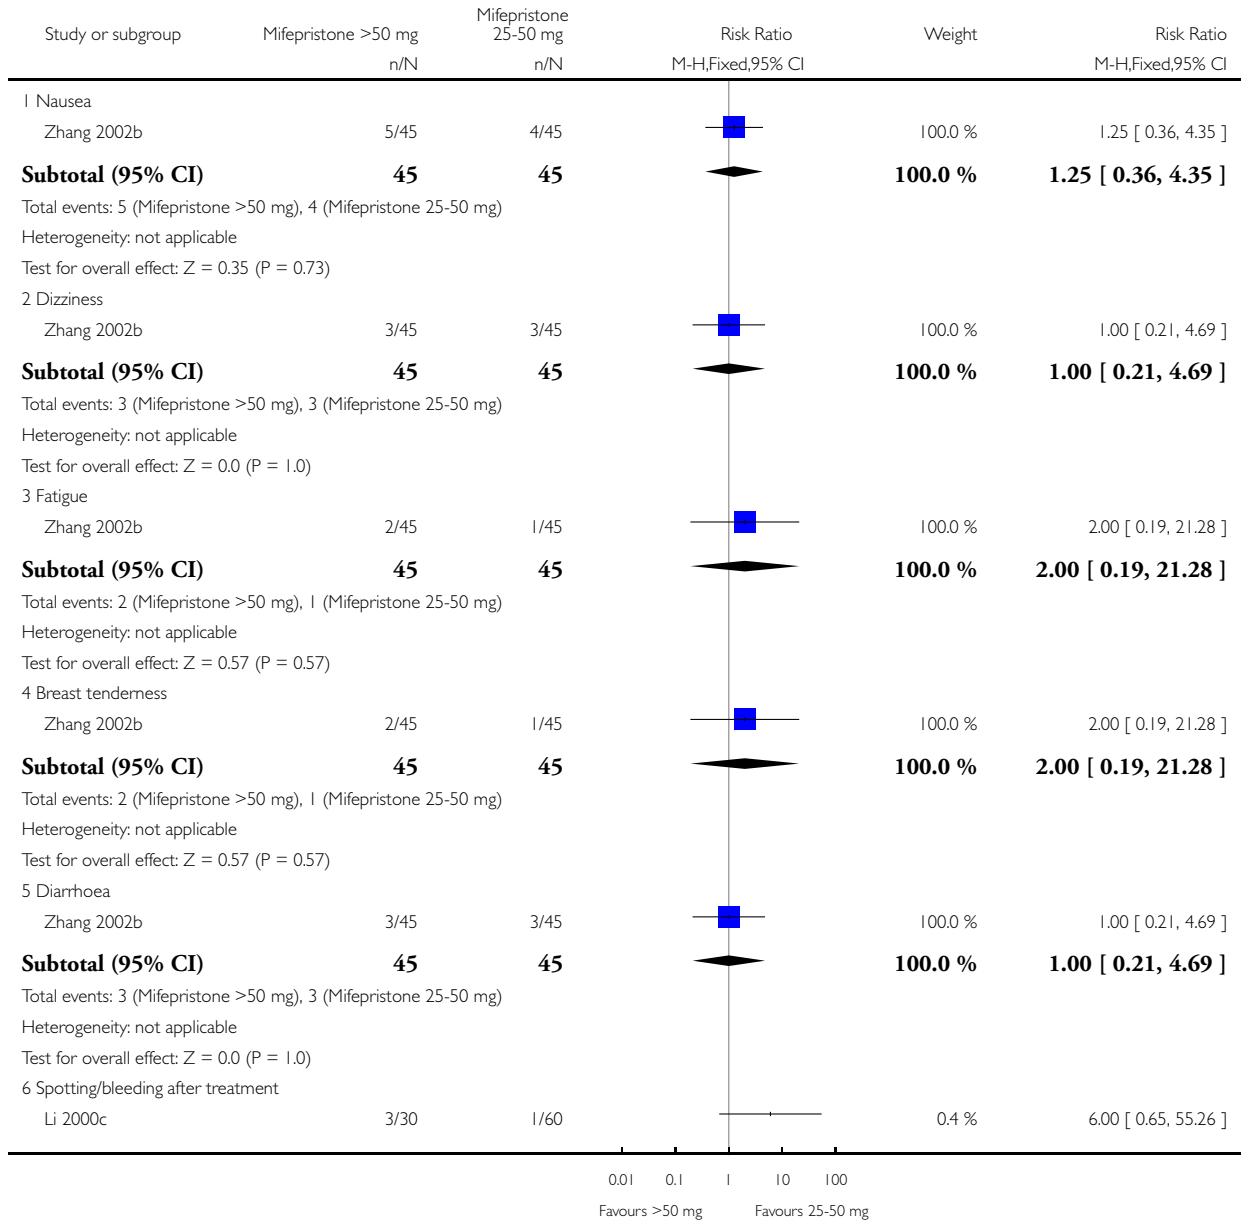 Study or subgroup Mifepristone >50 mg Mifepristone 25-50 mg Risk Ratio Weight Risk Ratio
n/N n/N M-H,Fixed,95% CI M-H,Fixed,95% CI
1 Nausea
Zhang 2002b 5/45 4/45 100.0 % 1.25 [ 0.36, 4.35 ]
Subtotal (95% CI) 45 45 100.0 % 1.25 [ 0.36, 4.35 ]
Total events: 5 (Mifepristone >50 mg), 4 (Mifepristone 25-50 mg)
Heterogeneity: not applicable
Test for overall effect: Z = 0.35 (P = 0.73)
2 Dizziness
Zhang 2002b 3/45 3/45 100.0 % 1.00 [ 0.21, 4.69 ]
Subtotal (95% CI) 45 45 100.0 % 1.00 [ 0.21, 4.69 ]
Total events: 3 (Mifepristone >50 mg), 3 (Mifepristone 25-50 mg)
Heterogeneity: not applicable
Test for overall effect: Z = 0.0 (P = 1.0)
3 Fatigue
Zhang 2002b 2/45 1/45 100.0 % 2.00 [ 0.19, 21.28 ]
Subtotal (95% CI) 45 45 100.0 % 2.00 [ 0.19, 21.28 ]
Total events: 2 (Mifepristone >50 mg), 1 (Mifepristone 25-50 mg)
Heterogeneity: not applicable
Test for overall effect: Z = 0.57 (P = 0.57)
4 Breast tenderness
Zhang 2002b 2/45 1/45 100.0 % 2.00 [ 0.19, 21.28 ]
Subtotal (95% CI) 45 45 100.0 % 2.00 [ 0.19, 21.28 ]
Total events: 2 (Mifepristone >50 mg), 1 (Mifepristone 25-50 mg)
Heterogeneity: not applicable
Test for overall effect: Z = 0.57 (P = 0.57)
5 Diarrhoea
Zhang 2002b 3/45 3/45 100.0 % 1.00 [ 0.21, 4.69 ]
Subtotal (95% CI) 45 45 100.0 % 1.00 [ 0.21, 4.69 ]
Total events: 3 (Mifepristone >50 mg), 3 (Mifepristone 25-50 mg)
Heterogeneity: not applicable
Test for overall effect: Z = 0.0 (P = 1.0)
6 Spotting/bleeding after treatment
Li 2000c 3/30 1/60 0.4 % 6.00 [ 0.65, 55.26 ]
0.01 0.1 1 10 100
Favours >50 mg Favours 25-50 mg